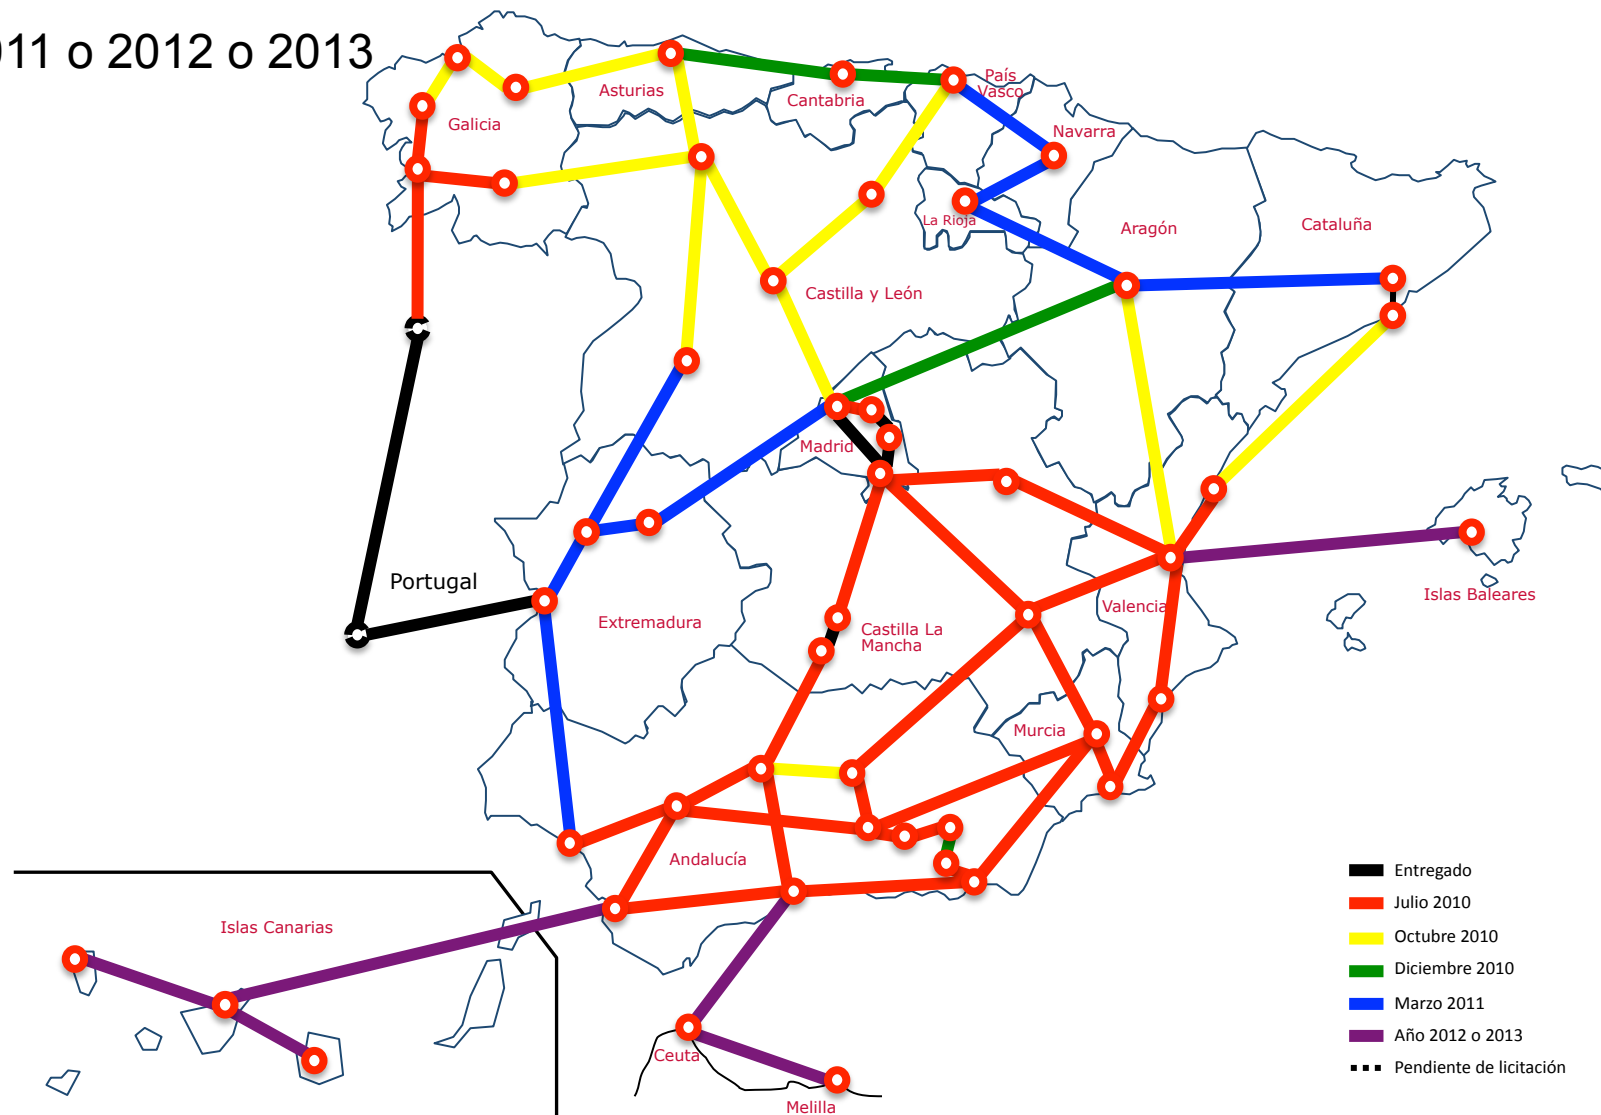 011 o 2012 o 2013
País
Vasco
Asturias
Cantabria
Galicia
Navarra
La Rioja
Aragón
Cataluña
Castilla y León
Madrid
Portugal
Extremadura
Castilla La
Mancha
Valencia
Islas Baleares
Murcia
Andalucía
Islas Canarias
Ceuta
Melilla
Entregado
Julio 2010
Octubre 2010
Diciembre 2010
Marzo 2011
Año 2012 o 2013
Pendiente de licitación